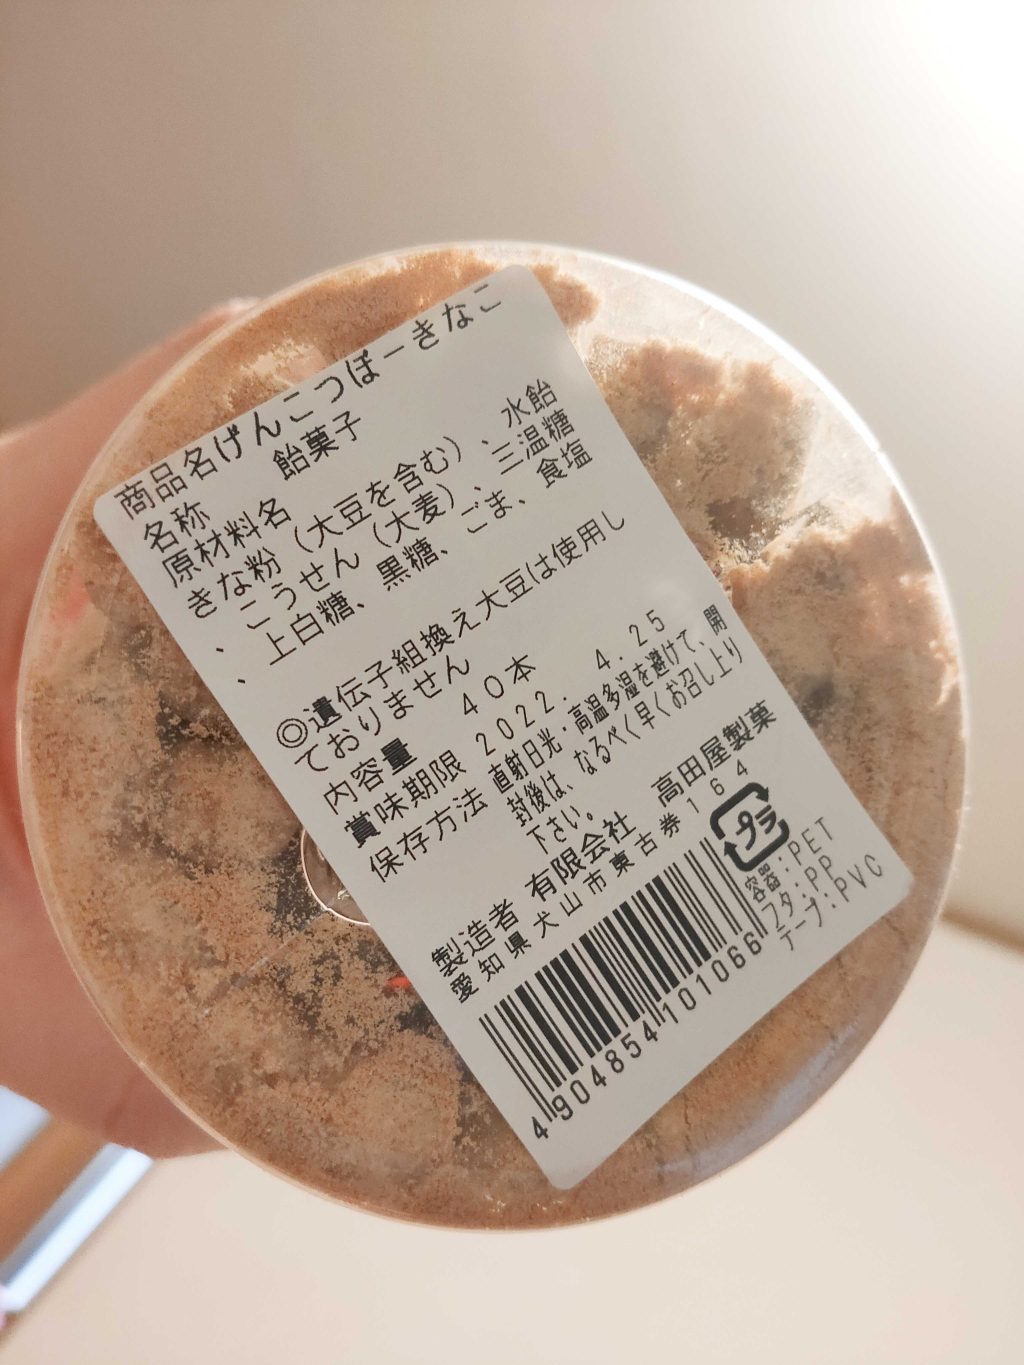 商品名げんこつぼーきなこ
名称 飴菓子
原材料名
きな粉（大豆を含む）、水飴
、こうせん（大麦）、三温糖
、上白糖、黒糖、ごま、食塩
◎遺伝子組換え大豆は使用し
ておりません
内容量 40本
賞味期限 2022. 4.25
保存方法 直射日光・高温多湿を避けて、開
封後は、なるべく早くお召し上り
下さい。
製造者 有限会社 高田屋製菓
愛知県犬山市東古券164
プラ
容器:PET
フタ:PP
テープ:PVC
4904854101066